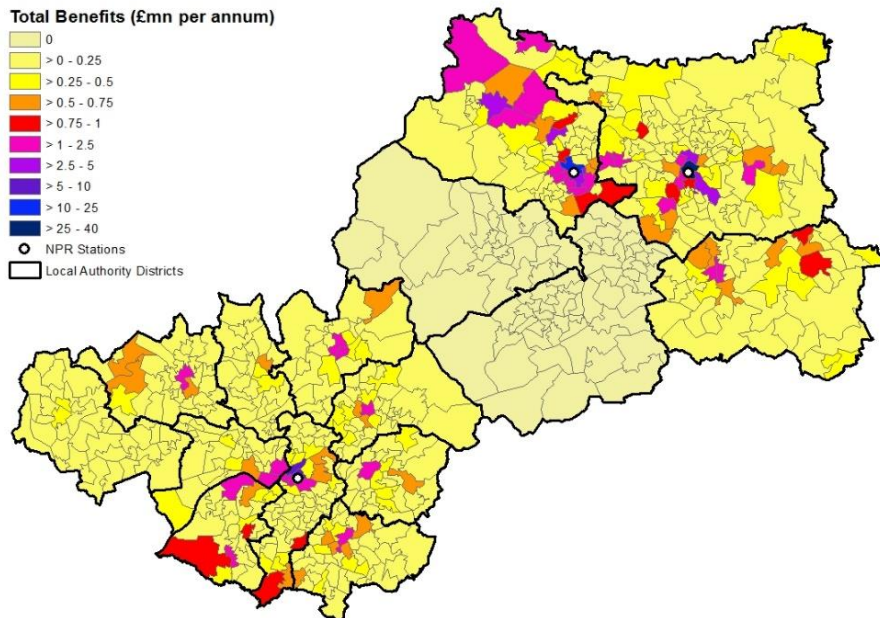 Total Benefits (£mn per annum)
0
> 0 - 0.25
> 0.25 - 0.5
> 0.5 - 0.75
> 0.75 - 1
> 1 - 2.5
> 2.5 - 5
> 5 - 10
> 10 - 25
> 25 - 40
NPR Stations
Local Authority Districts